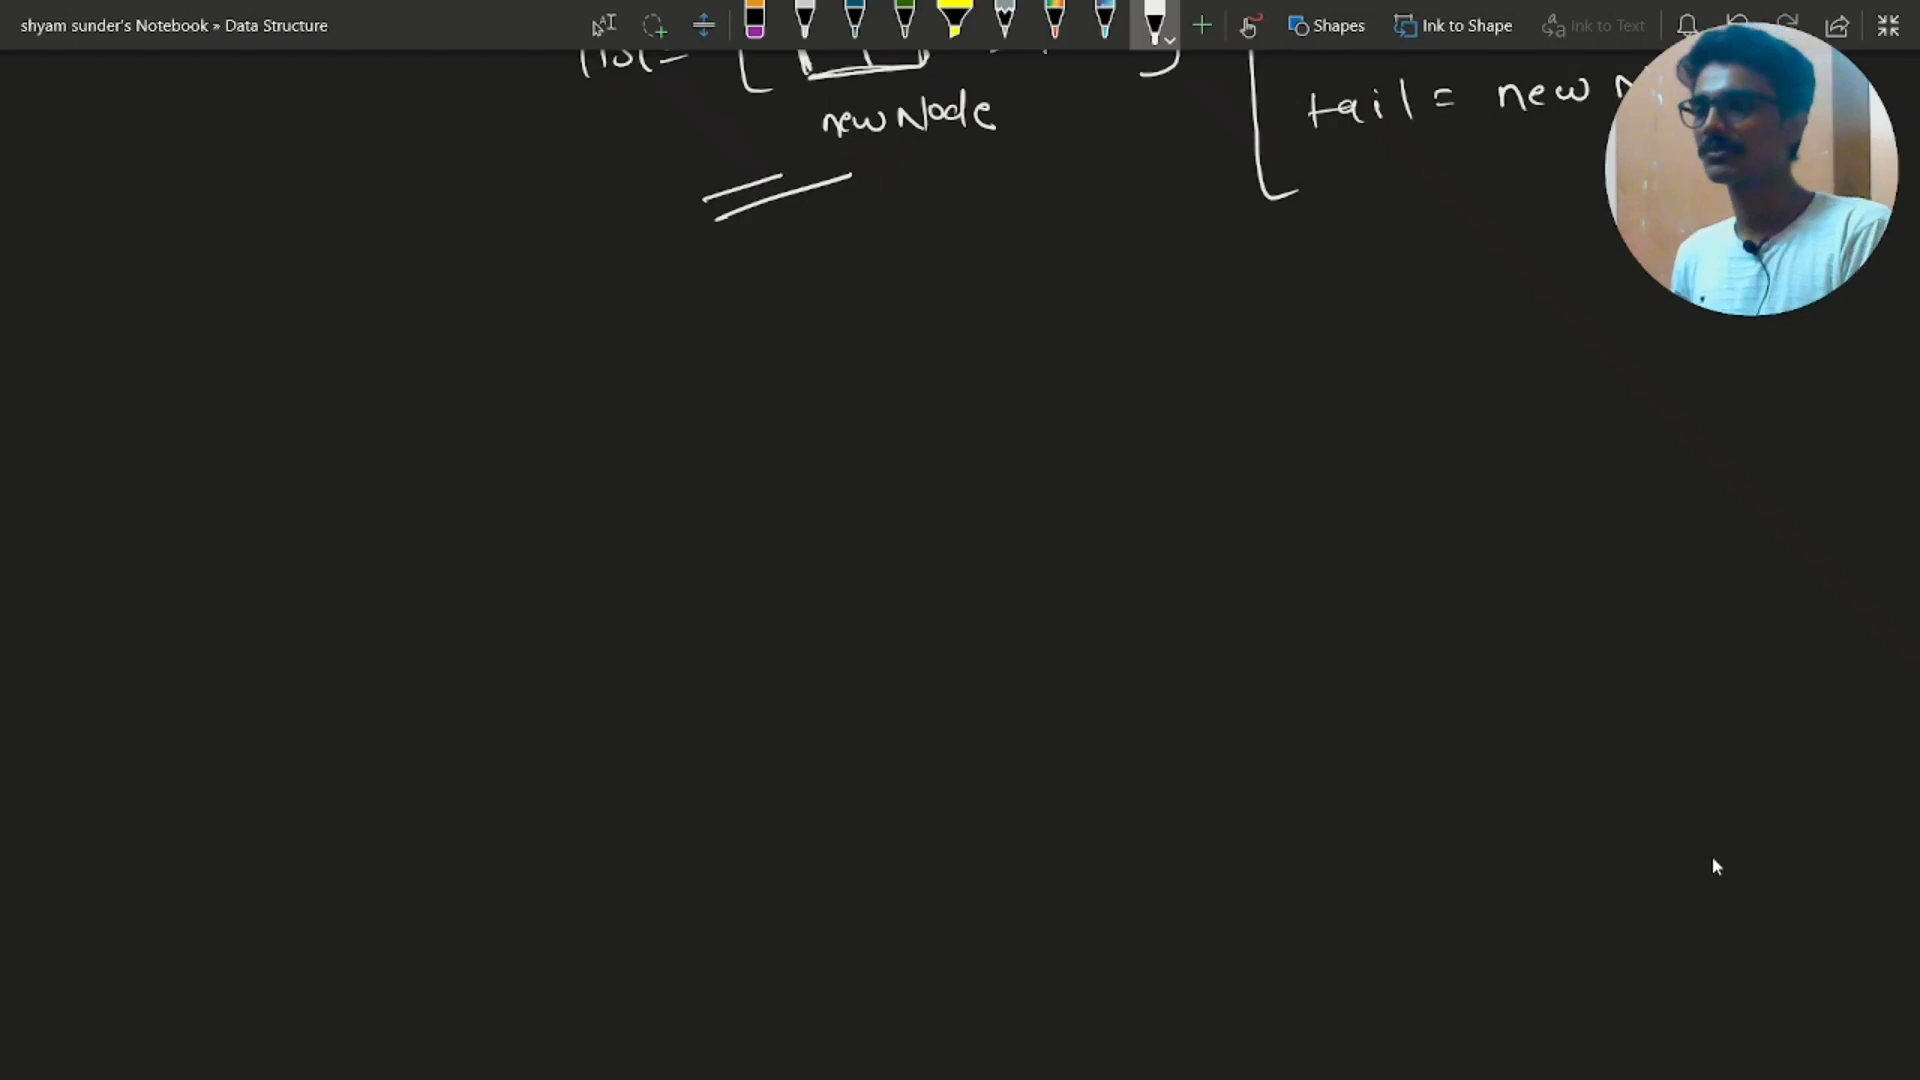 shyam sunder's Notebook » Data Structure
Shapes
Ink to Shape
Ink to Text
tail = new
newNode